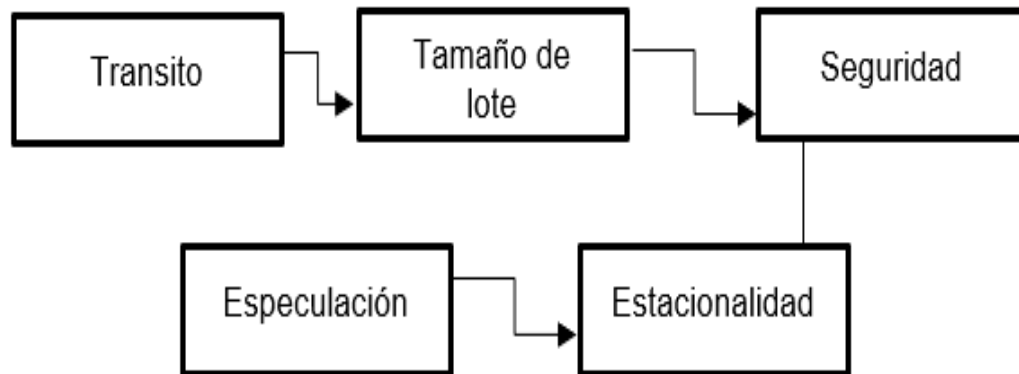 Transito
Tamaño de
lote
Seguridad
Especulación
Estacionalidad